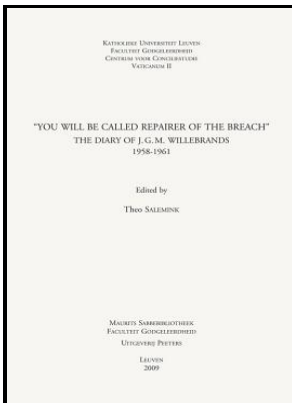 KATHOLIEKE UNIVERSITEIT LEUVEN
FACULTEIT GODGELEERDHEID
CENTRUM VOOR CONCILIESTUDIE
VATICANUM II
“YOU WILL BE CALLED REPAIRER OF THE BREACH”
THE DIARY OF J.G.M. WILLEBRANDS
1958-1961
Edited by
Theo SALEMINK
MAURITS SABBEBIBLIOTHEEK
FACULTEIT GODGELEERDHEID
UITGEVERIJ PEETERS
LEUVEN
2009